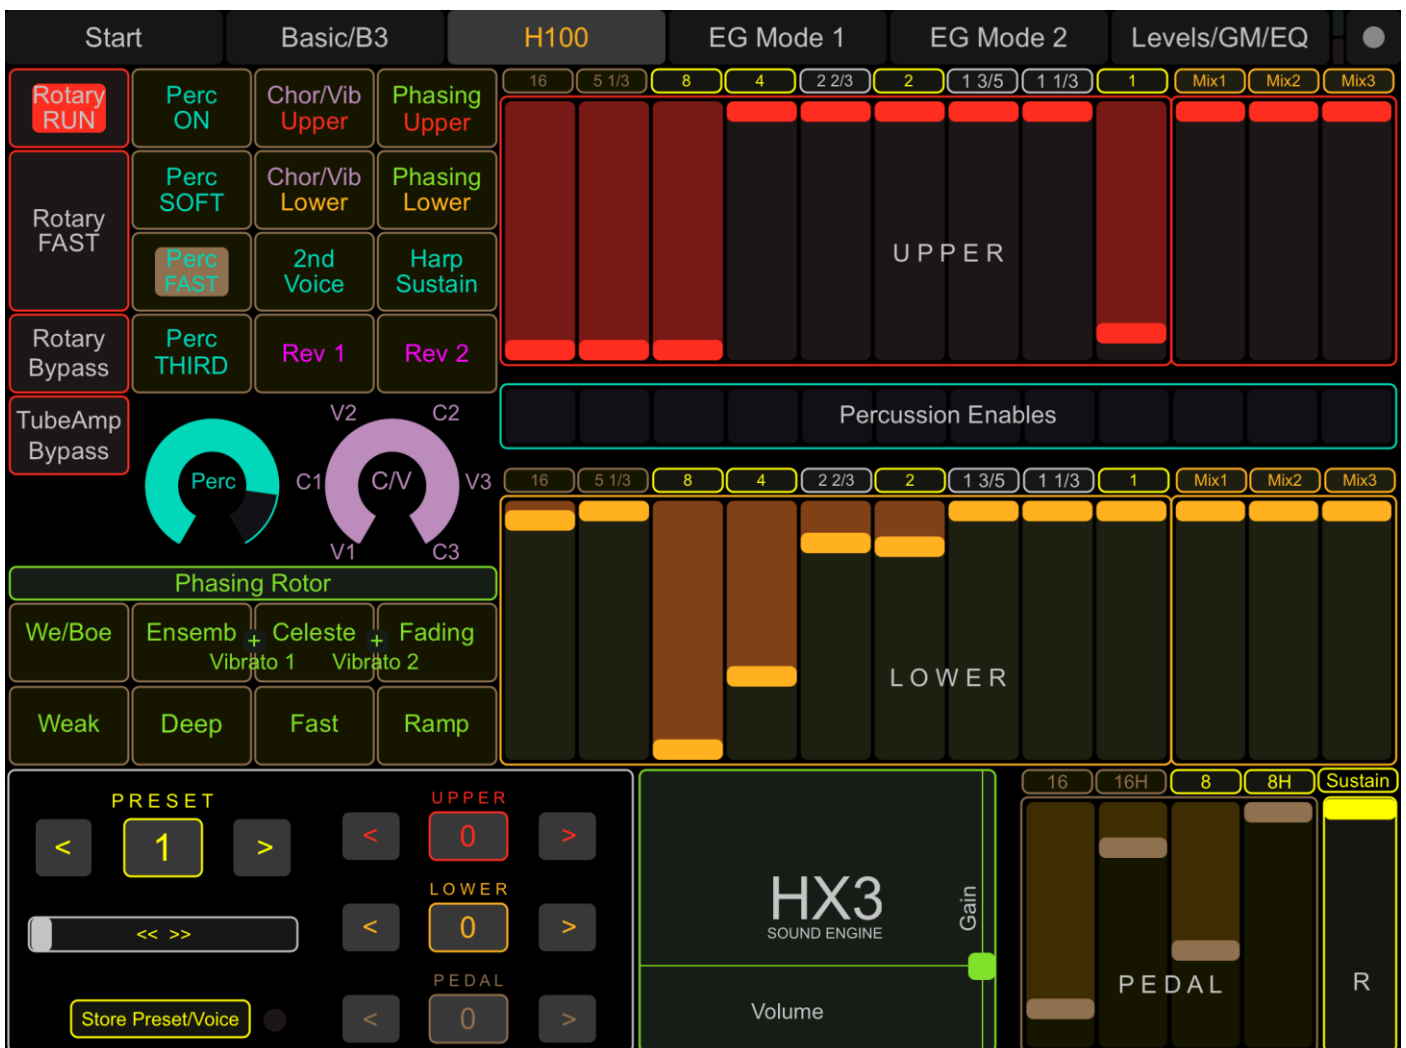 Start Basic/B3 H100 EG Mode 1 EG Mode 2 Levels/GM/EQ
16 5 1/3 8 4 2 2/3 2 1 3/5 1 1/3 1 Mix1 Mix2 Mix3
Rotary
RUN
Perc
ON
Chor/Vib
Upper
Phasing
Upper
Rotary
FAST
Perc
SOFT
Chor/Vib
Lower
Phasing
Lower
Perc
FAST
2nd
Voice
Harp
Sustain
UPPER
Rotary
Bypass
Perc
THIRD
Rev 1
Rev 2
TubeAmp
Bypass
Percussion Enables
Perc
C/V
V2 C2
C1 V3
V1 C3
16 5 1/3 8 4 2 2/3 2 1 3/5 1 1/3 1 Mix1 Mix2 Mix3
Phasing Rotor
We/Boe Ensemb + Celeste + Fading
Vibrato 1 Vibrato 2
Weak Deep Fast Ramp
LOWER
PRESET
< 1 >
<< >>
Store Preset/Voice
UPPER
< 0 >
LOWER
< 0 >
PEDAL
< 0 >
HX3
SOUND ENGINE
Gain
Volume
16 16H 8 8H Sustain
PEDAL
R